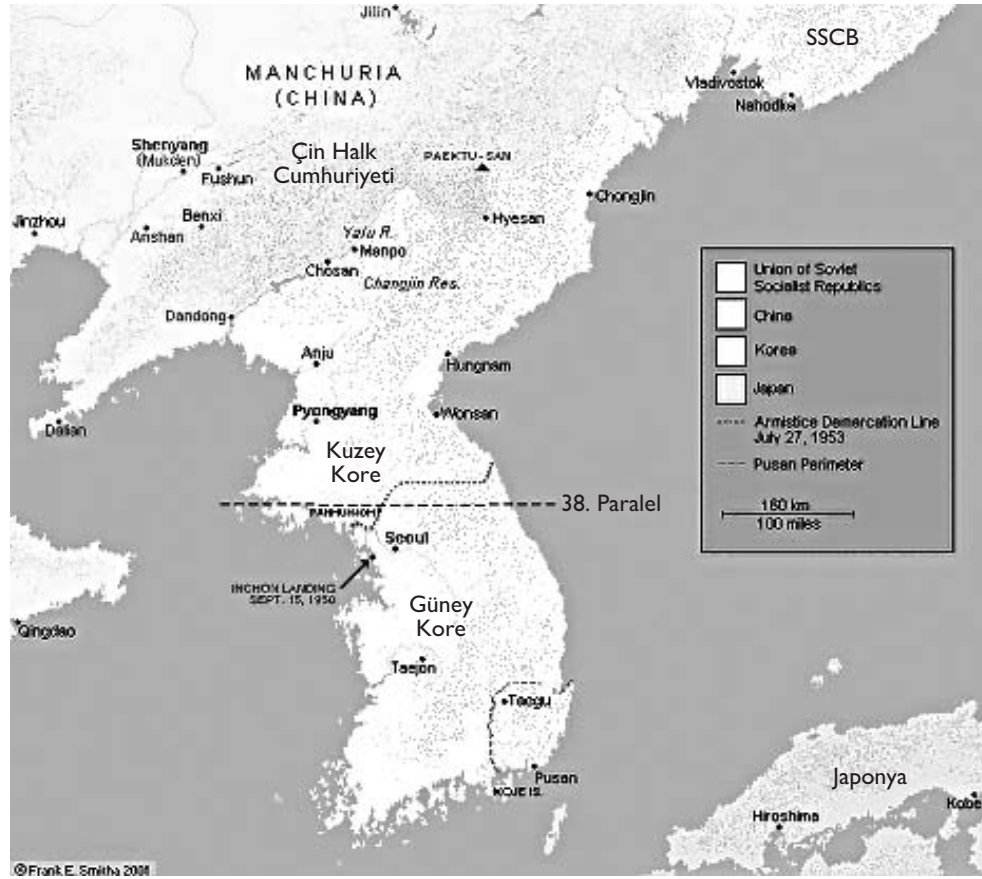 Jilin
SSCB
MANCHURIA
(CHINA)
Vladivostok
Nahodka
Shenyang
(Mukden)
Fushun
Çin Halk
Cumhuriyeti
PAEKTU-SAN
Chongjin
Jinzhou
Benxi
Anshan
Hyesan
Yalu R.
Manpo
Chosan
Changjin Res.
Union of Soviet
Socialist Republics
China
Korea
Japan
Armistice Demarcation Line
July 27, 1953
Pusan Perimeter
160 km
100 miles
Dandong
Anju
Hungnam
Pyongyang
Wonsan
Dalian
Kuzey
Kore
38. Paralel
PANMUNJOM
Seoul
INCHON LANDING
SEPT. 15, 1950
Güney
Kore
Qingdao
Taejon
Taegu
Pusan
KOJE IS.
Japonya
Hiroshima
Kobe
© Frank E. Smitha 2001